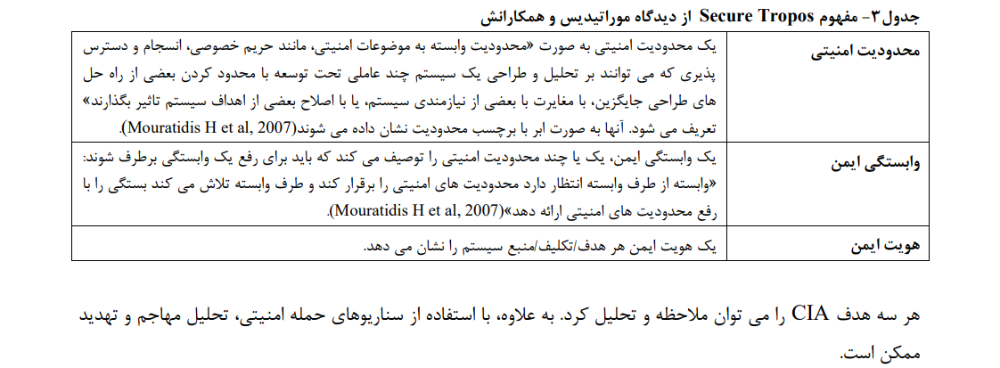 جدول۳- مفهوم Secure Tropos از دیدگاه موراتیدیس و همکارانش
محدودیت امنیتی
یک محدودیت امنیتی به صورت «محدودیت وابسته به موضوعات امنیتی، مانند حریم خصوصی، انسجام و دسترس
پذیری که می توانند بر تحلیل و طراحی یک سیستم چند عاملی تحت توسعه با محدود کردن بعضی از راه حل
های طراحی جایگزین، با مغایرت با بعضی از نیازمندی سیستم، یا با اصلاح بعضی از اهداف سیستم تاثیر بگذارند»
تعریف می شود. آنها به صورت ابر با برچسب محدودیت نشان داده می شوند(Mouratidis H et al, 2007).
وابستگی ایمن
یک وابستگی ایمن، یک یا چند محدودیت امنیتی را توصیف می کند که باید برای رفع یک وابستگی برطرف شوند:
«وابسته از طرف وابسته انتظار دارد محدودیت های امنیتی را برقرار کند و طرف وابسته تلاش می کند بستگی را با
رفع محدودیت های امنیتی ارائه دهد»(Mouratidis H et al, 2007).
هویت ایمن
یک هویت ایمن هر هدف/تکلیف/منبع سیستم را نشان می دهد.
هر سه هدف CIA را می توان ملاحظه و تحلیل کرد. به علاوه، با استفاده از سناریوهای حمله امنیتی، تحلیل مهاجم و تهدید
ممکن است.